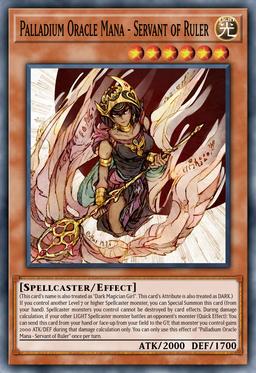 Palladium Oracle Mana - Servant of Ruler
光
[Spellcaster/Effect]
(This card's name is also treated as "Dark Magician Girl". This card's Attribute is also treated as DARK.)
If you control another Level 7 or higher Spellcaster monster, you can Special Summon this card (from
your hand). Spellcaster monsters you control cannot be destroyed by card effects. During damage
calculation, if your other LIGHT Spellcaster monster battles an opponent's monster (Quick Effect): You
can send this card from your hand or face-up from your field to the GY; that monster you control gains
2000 ATK/DEF during that damage calculation only. You can only use this effect of "Palladium Oracle
Mana - Servant of Ruler" once per turn.
ATK/2000 DEF/1700